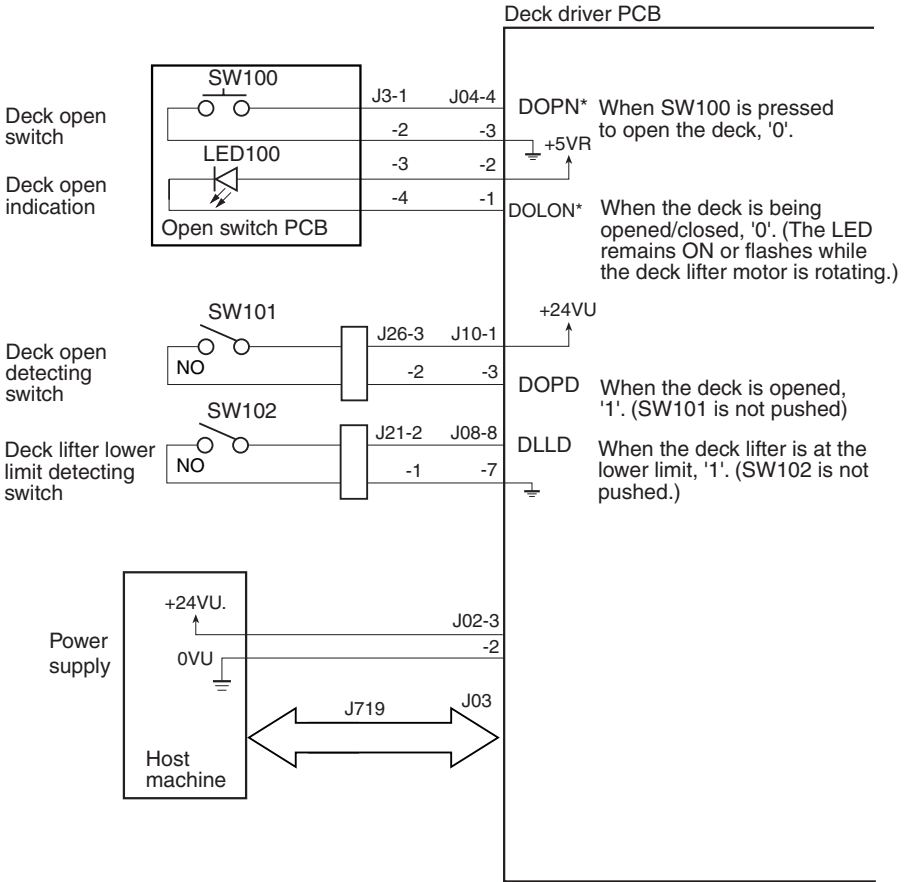 Deck driver PCB
SW100
J3-1
J04-4
Deck open
switch
DOPN*
When SW100 is pressed
to open the deck, '0'.
-2
-3
+5VR
LED100
-3
-2
Deck open
indication
-4
-1
DOLON*
Open switch PCB
When the deck is being
opened/closed, '0'. (The LED
remains ON or flashes while
the deck lifter motor is rotating.)
SW101
+24VU
J26-3
J10-1
Deck open
detecting
switch
NO
-2
-3
DOPD
When the deck is opened,
'1'. (SW101 is not pushed)
SW102
J21-2
J08-8
Deck lifter lower
limit detecting
switch
NO
-1
-7
DLLD
When the deck lifter is at the
lower limit, '1'. (SW102 is not
pushed.)
+24VU.
J02-3
Power
supply
-2
0VU
J719
J03
Host
machine